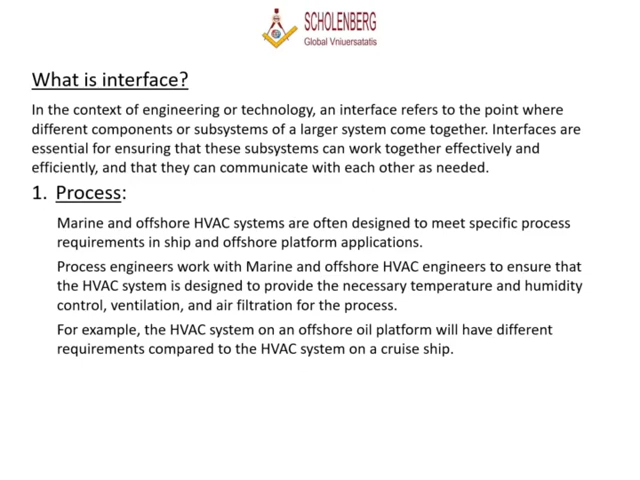 SCHOLENBERG
Global Vniuersatatis
What is interface?
In the context of engineering or technology, an interface refers to the point where
different components or subsystems of a larger system come together. Interfaces are
essential for ensuring that these subsystems can work together effectively and
efficiently, and that they can communicate with each other as needed.
1. Process:
Marine and offshore HVAC systems are often designed to meet specific process
requirements in ship and offshore platform applications.
Process engineers work with Marine and offshore HVAC engineers to ensure that
the HVAC system is designed to provide the necessary temperature and humidity
control, ventilation, and air filtration for the process.
For example, the HVAC system on an offshore oil platform will have different
requirements compared to the HVAC system on a cruise ship.